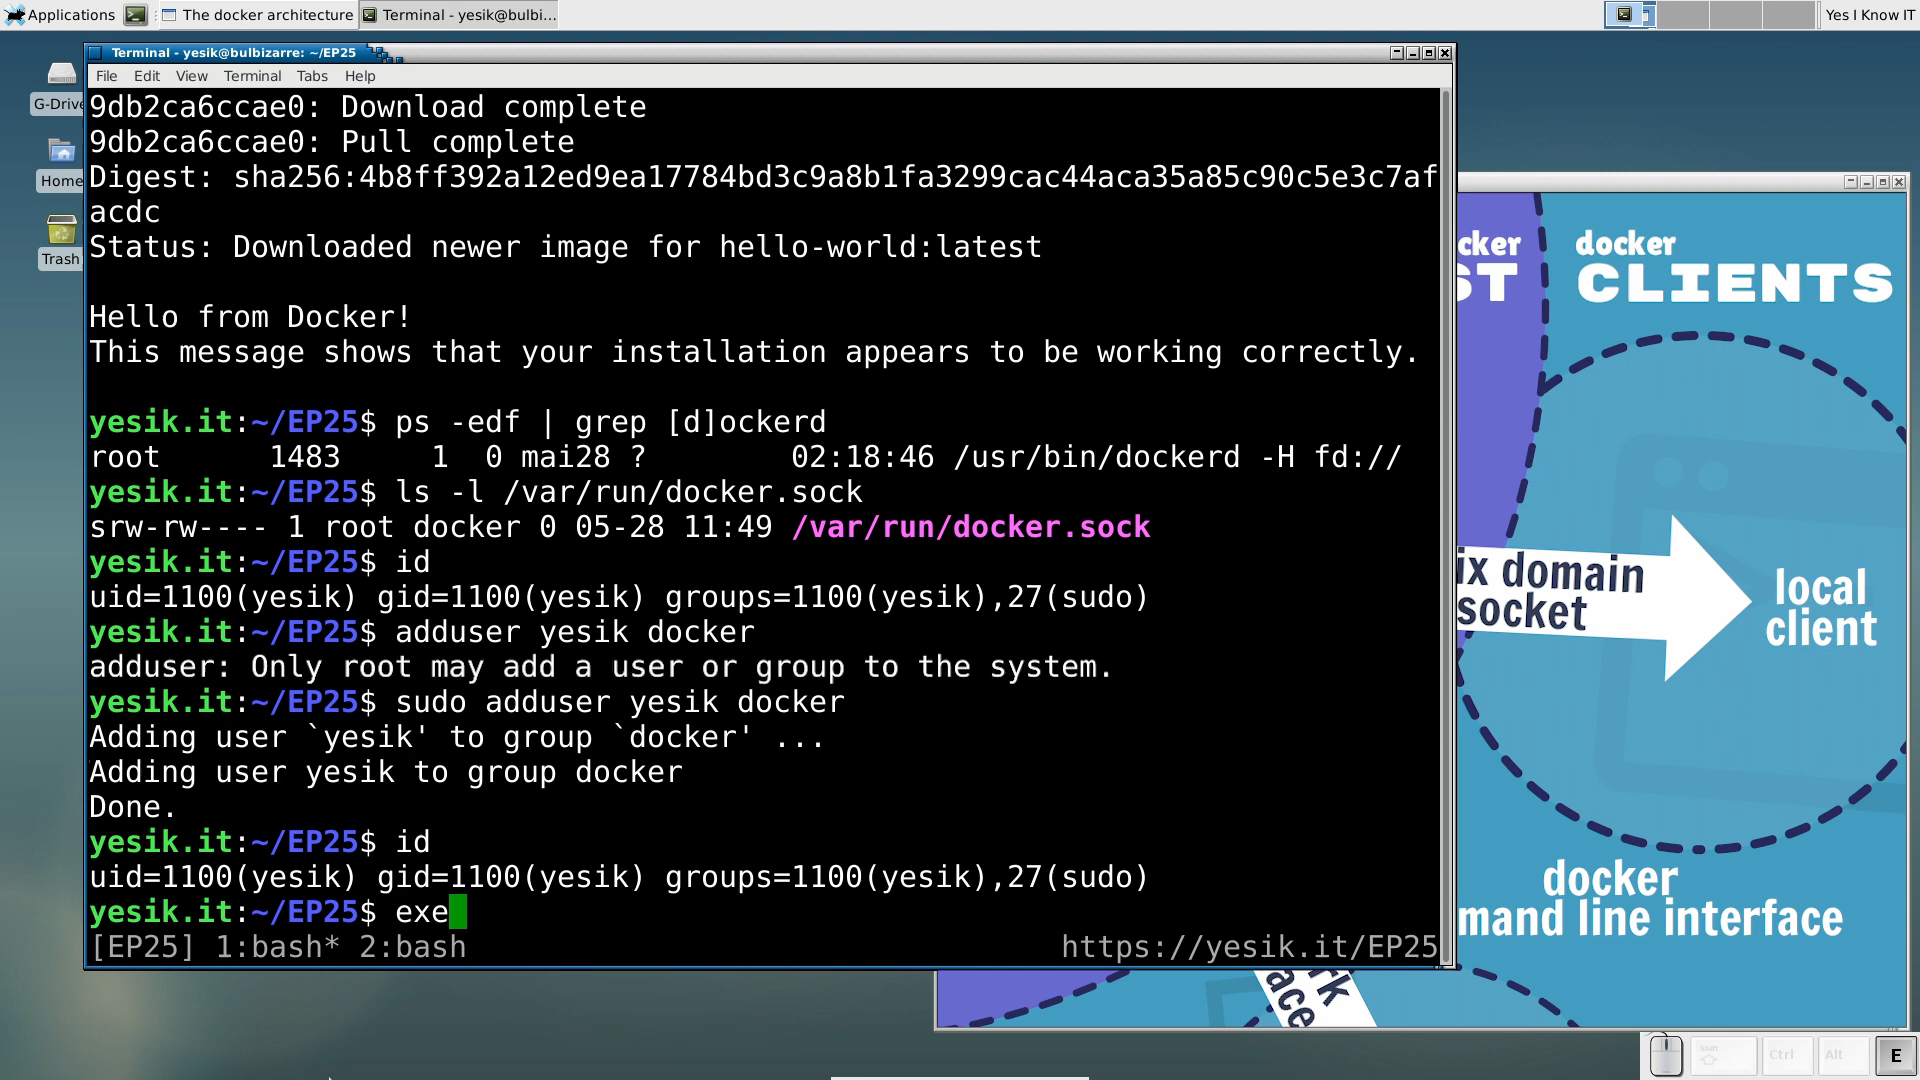 Applications
The docker architecture
Terminal - yesik@bulbi...
Yes I Know IT
Terminal - yesik@bulbizarre: ~/EP25
File Edit View Terminal Tabs Help
G-Drive
Home
Trash
9db2ca6ccae0: Download complete
9db2ca6ccae0: Pull complete
Digest: sha256:4b8ff392a12ed9ea17784bd3c9a8b1fa3299cac44aca35a85c90c5e3c7af
acdc
Status: Downloaded newer image for hello-world:latest
Hello from Docker!
This message shows that your installation appears to be working correctly.
yesik.it:~/EP25$ ps -edf | grep [d]ockerd
root      1483     1  0 mai28 ?        02:18:46 /usr/bin/dockerd -H fd://
yesik.it:~/EP25$ ls -l /var/run/docker.sock
srw-rw---- 1 root docker 0 05-28 11:49 /var/run/docker.sock
yesik.it:~/EP25$ id
uid=1100(yesik) gid=1100(yesik) groups=1100(yesik),27(sudo)
yesik.it:~/EP25$ adduser yesik docker
adduser: Only root may add a user or group to the system.
yesik.it:~/EP25$ sudo adduser yesik docker
Adding user `yesik' to group `docker' ...
Adding user yesik to group docker
Done.
yesik.it:~/EP25$ id
uid=1100(yesik) gid=1100(yesik) groups=1100(yesik),27(sudo)
yesik.it:~/EP25$ exe
[EP25] 1:bash* 2:bash
https://yesik.it/EP25
cker
ST
docker
CLIENTS
ix domain
socket
local
client
docker
mand line interface
rk
ace
Shift
Ctrl
Alt
E